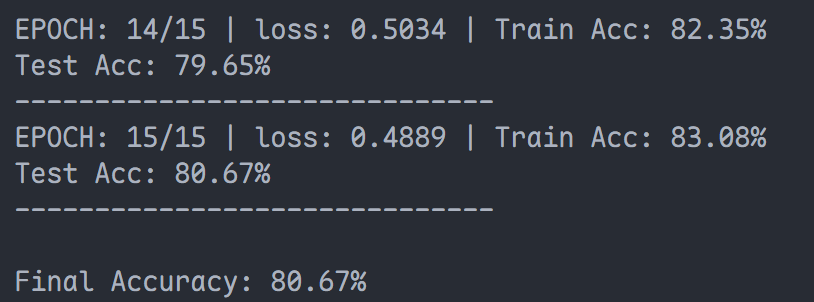 EPOCH: 14/15 | loss: 0.5034 | Train Acc: 82.35%
Test Acc: 79.65%
------------------------------
EPOCH: 15/15 | loss: 0.4889 | Train Acc: 83.08%
Test Acc: 80.67%
------------------------------
Final Accuracy: 80.67%